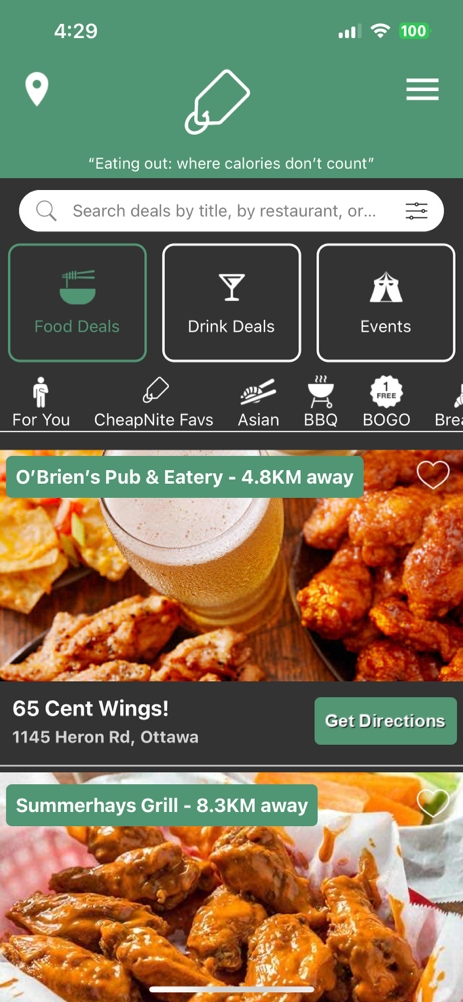 4:29
100
“Eating out: where calories don’t count”
Search deals by title, by restaurant, or...
Food Deals
Drink Deals
Events
1
FREE
For You
CheapNite Favs
Asian
BBQ
BOGO
Brea
O’Brien’s Pub & Eatery - 4.8KM away
65 Cent Wings!
1145 Heron Rd, Ottawa
Get Directions
Summerhays Grill - 8.3KM away